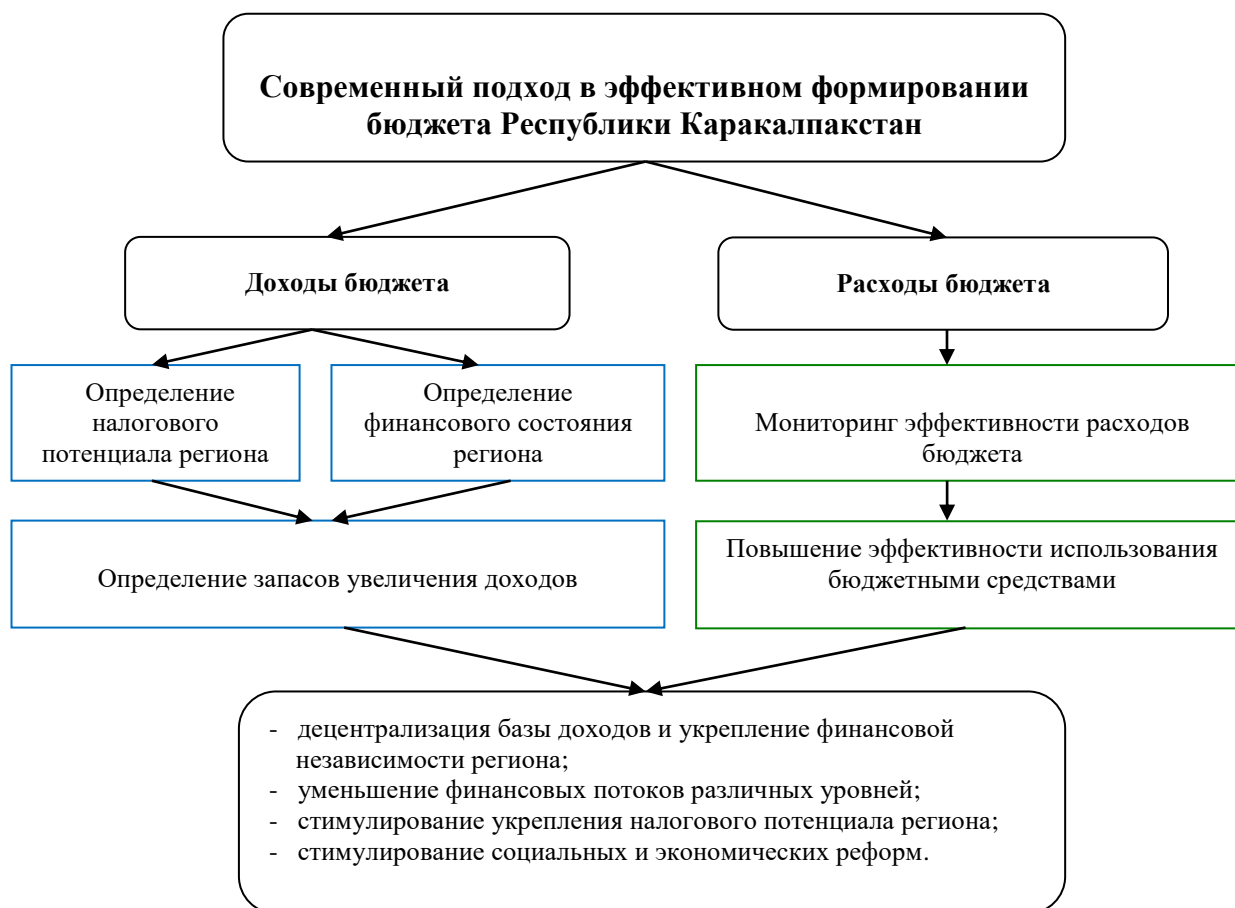 Современный подход в эффективном формировании
бюджета Республики Каракалпакстан
Доходы бюджета
Расходы бюджета
Определение
налогового
потенциала региона
Определение
финансового состояния
региона
Мониторинг эффективности расходов
бюджета
Определение запасов увеличения доходов
Повышение эффективности использования
бюджетными средствами
- децентрализация базы доходов и укрепление финансовой
независимости региона;
- уменьшение финансовых потоков различных уровней;
- стимулирование укрепления налогового потенциала региона;
- стимулирование социальных и экономических реформ.